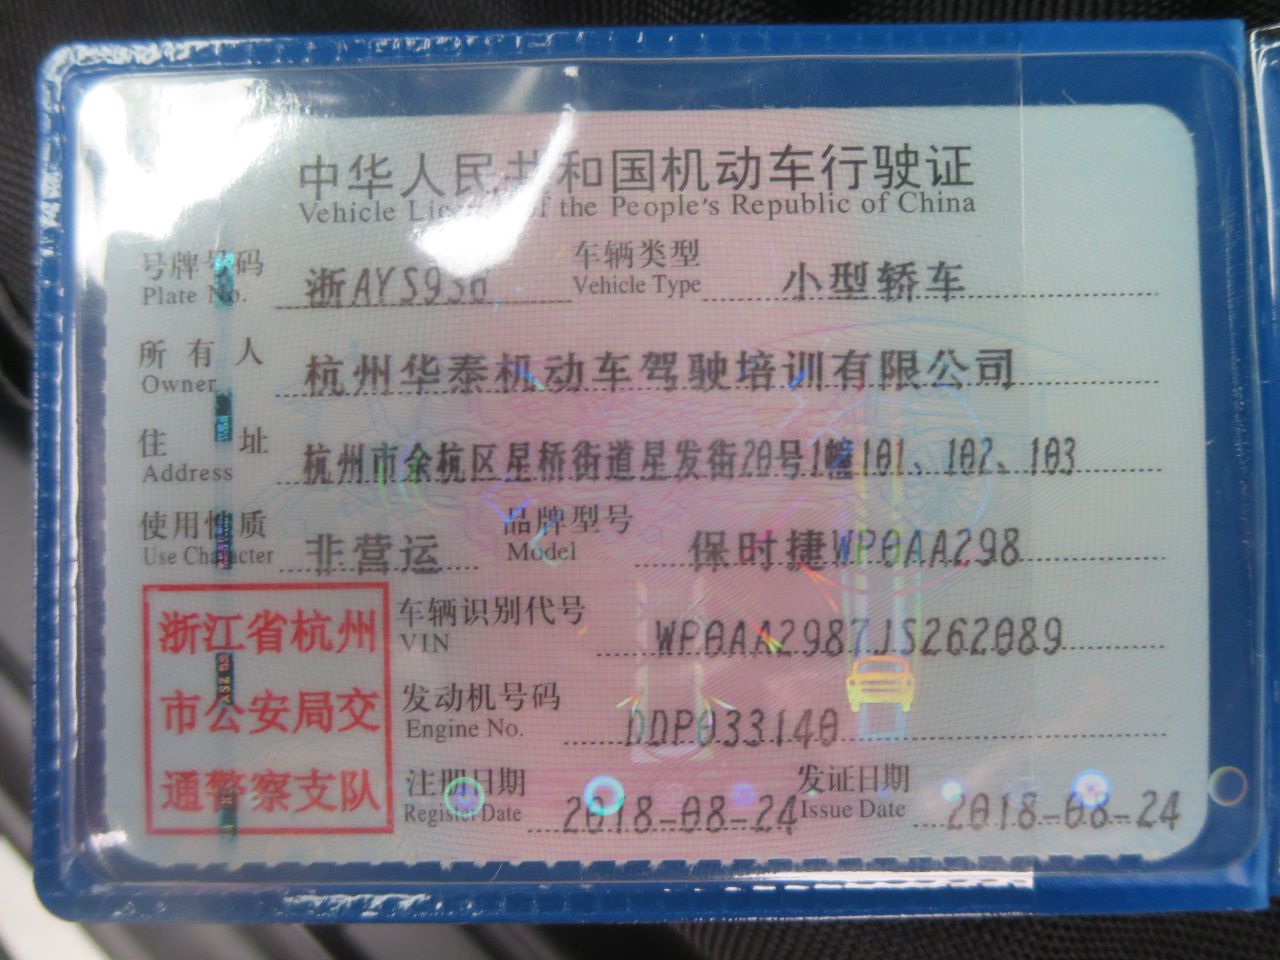 中华人民共和国机动车行驶证
Vehicle License of the People's Republic of China
号牌号码 车辆类型
Plate No. 浙AYS936 Vehicle Type 小型轿车
所有人 杭州华泰机动车驾驶培训有限公司
Owner
住址 杭州市余杭区星桥街道星发街20号1幢101、102、103
Address
使用性质 非营运 品牌型号 保时捷WP0AA298
Use Character Model
浙江省杭州 车辆识别代号 WP0AA2987JS262089
VIN
市公安局交 发动机号码 DDP033140
Engine No.
通警察支队 注册日期 2018-08-24 发证日期 2018-08-24
Register Date Issue Date